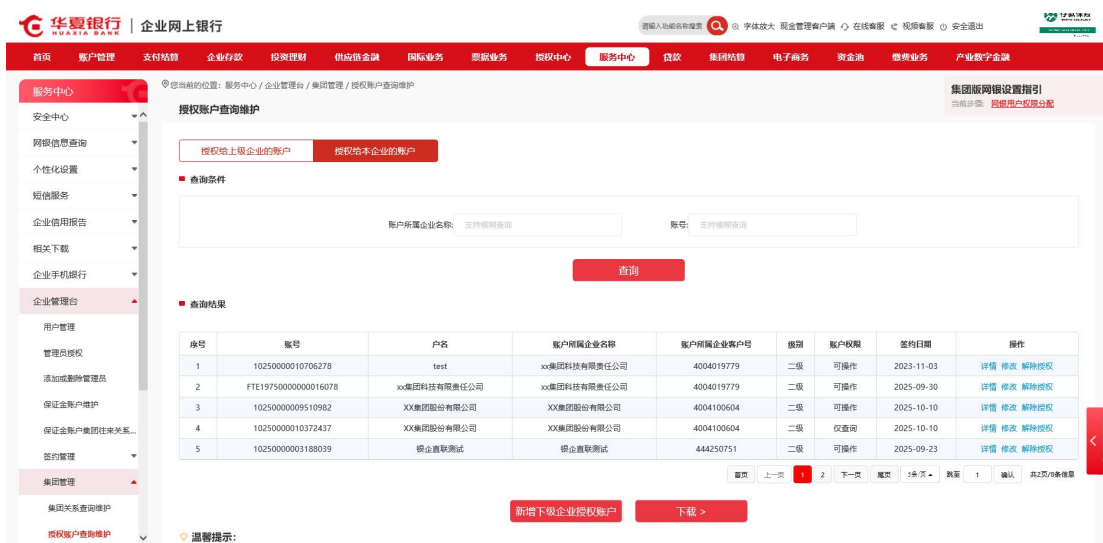 华夏银行 | 企业网上银行
HUAXIA BANK
请输入功能名称搜索 字体放大 现金管理客户端 在线客服 视频客服 安全退出
首页 账户管理 支付结算 企业存款 投资理财 供应链金融 国际业务 票据业务 授权中心 服务中心 贷款 集团结算 电子商务 资金池 缴费业务 产业数字金融
服务中心
安全中心
网银信息查询
个性化设置
短信服务
企业信用报告
相关下载
企业手机银行
企业管理台
用户管理
管理员授权
添加或删除管理员
保证金账户维护
保证金账户集团往来关系...
签约管理
集团管理
集团关系查询维护
授权账户查询维护
您当前的位置：服务中心 / 企业管理台 / 集团管理 / 授权账户查询维护
集团版网银设置指引
当前步骤: 网银用户权限分配
授权账户查询维护
授权给上级企业的账户 授权给本企业的账户
查询条件
账户所属企业名称: 支持模糊查询 账号: 支持模糊查询
查询
查询结果
序号 账号 户名 账户所属企业名称 账户所属企业客户号 级别 账户权限 签约日期 操作
1 10250000010706278 test xx集团科技有限责任公司 4004019779 二级 可操作 2023-11-03 详情 修改 解除授权
2 FTE19750000000016078 xx集团科技有限责任公司 xx集团科技有限责任公司 4004019779 二级 可操作 2025-09-30 详情 修改 解除授权
3 10250000009510982 XX集团股份有限公司 XX集团股份有限公司 4004100604 二级 可操作 2025-10-10 详情 修改 解除授权
4 10250000010372437 XX集团股份有限公司 XX集团股份有限公司 4004100604 二级 仅查询 2025-10-10 详情 修改 解除授权
5 10250000003188039 银企直联测试 银企直联测试 444250751 二级 可操作 2025-09-23 详情 修改 解除授权
首页 上一页 1 2 下一页 尾页 5条/页 跳至 1 确认 共2页/8条信息
新增下级企业授权账户 下载 >
温馨提示: